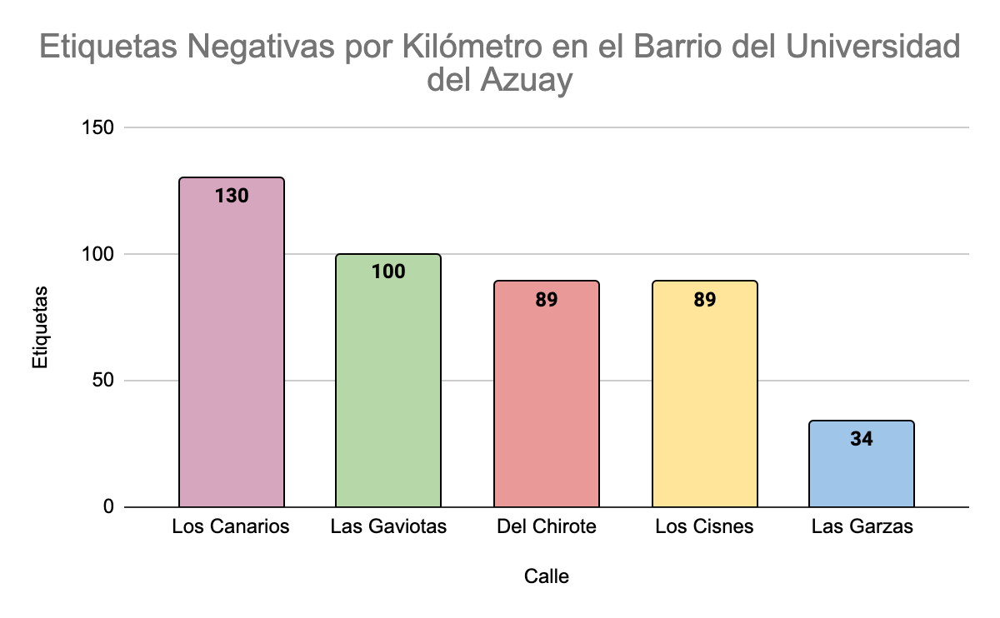 Etiquetas Negativas por Kilómetro en el Barrio del Universidad
del Azuay
150
100
50
0
Etiquetas
130
100
89
89
34
Los Canarios
Las Gaviotas
Del Chirote
Los Cisnes
Las Garzas
Calle